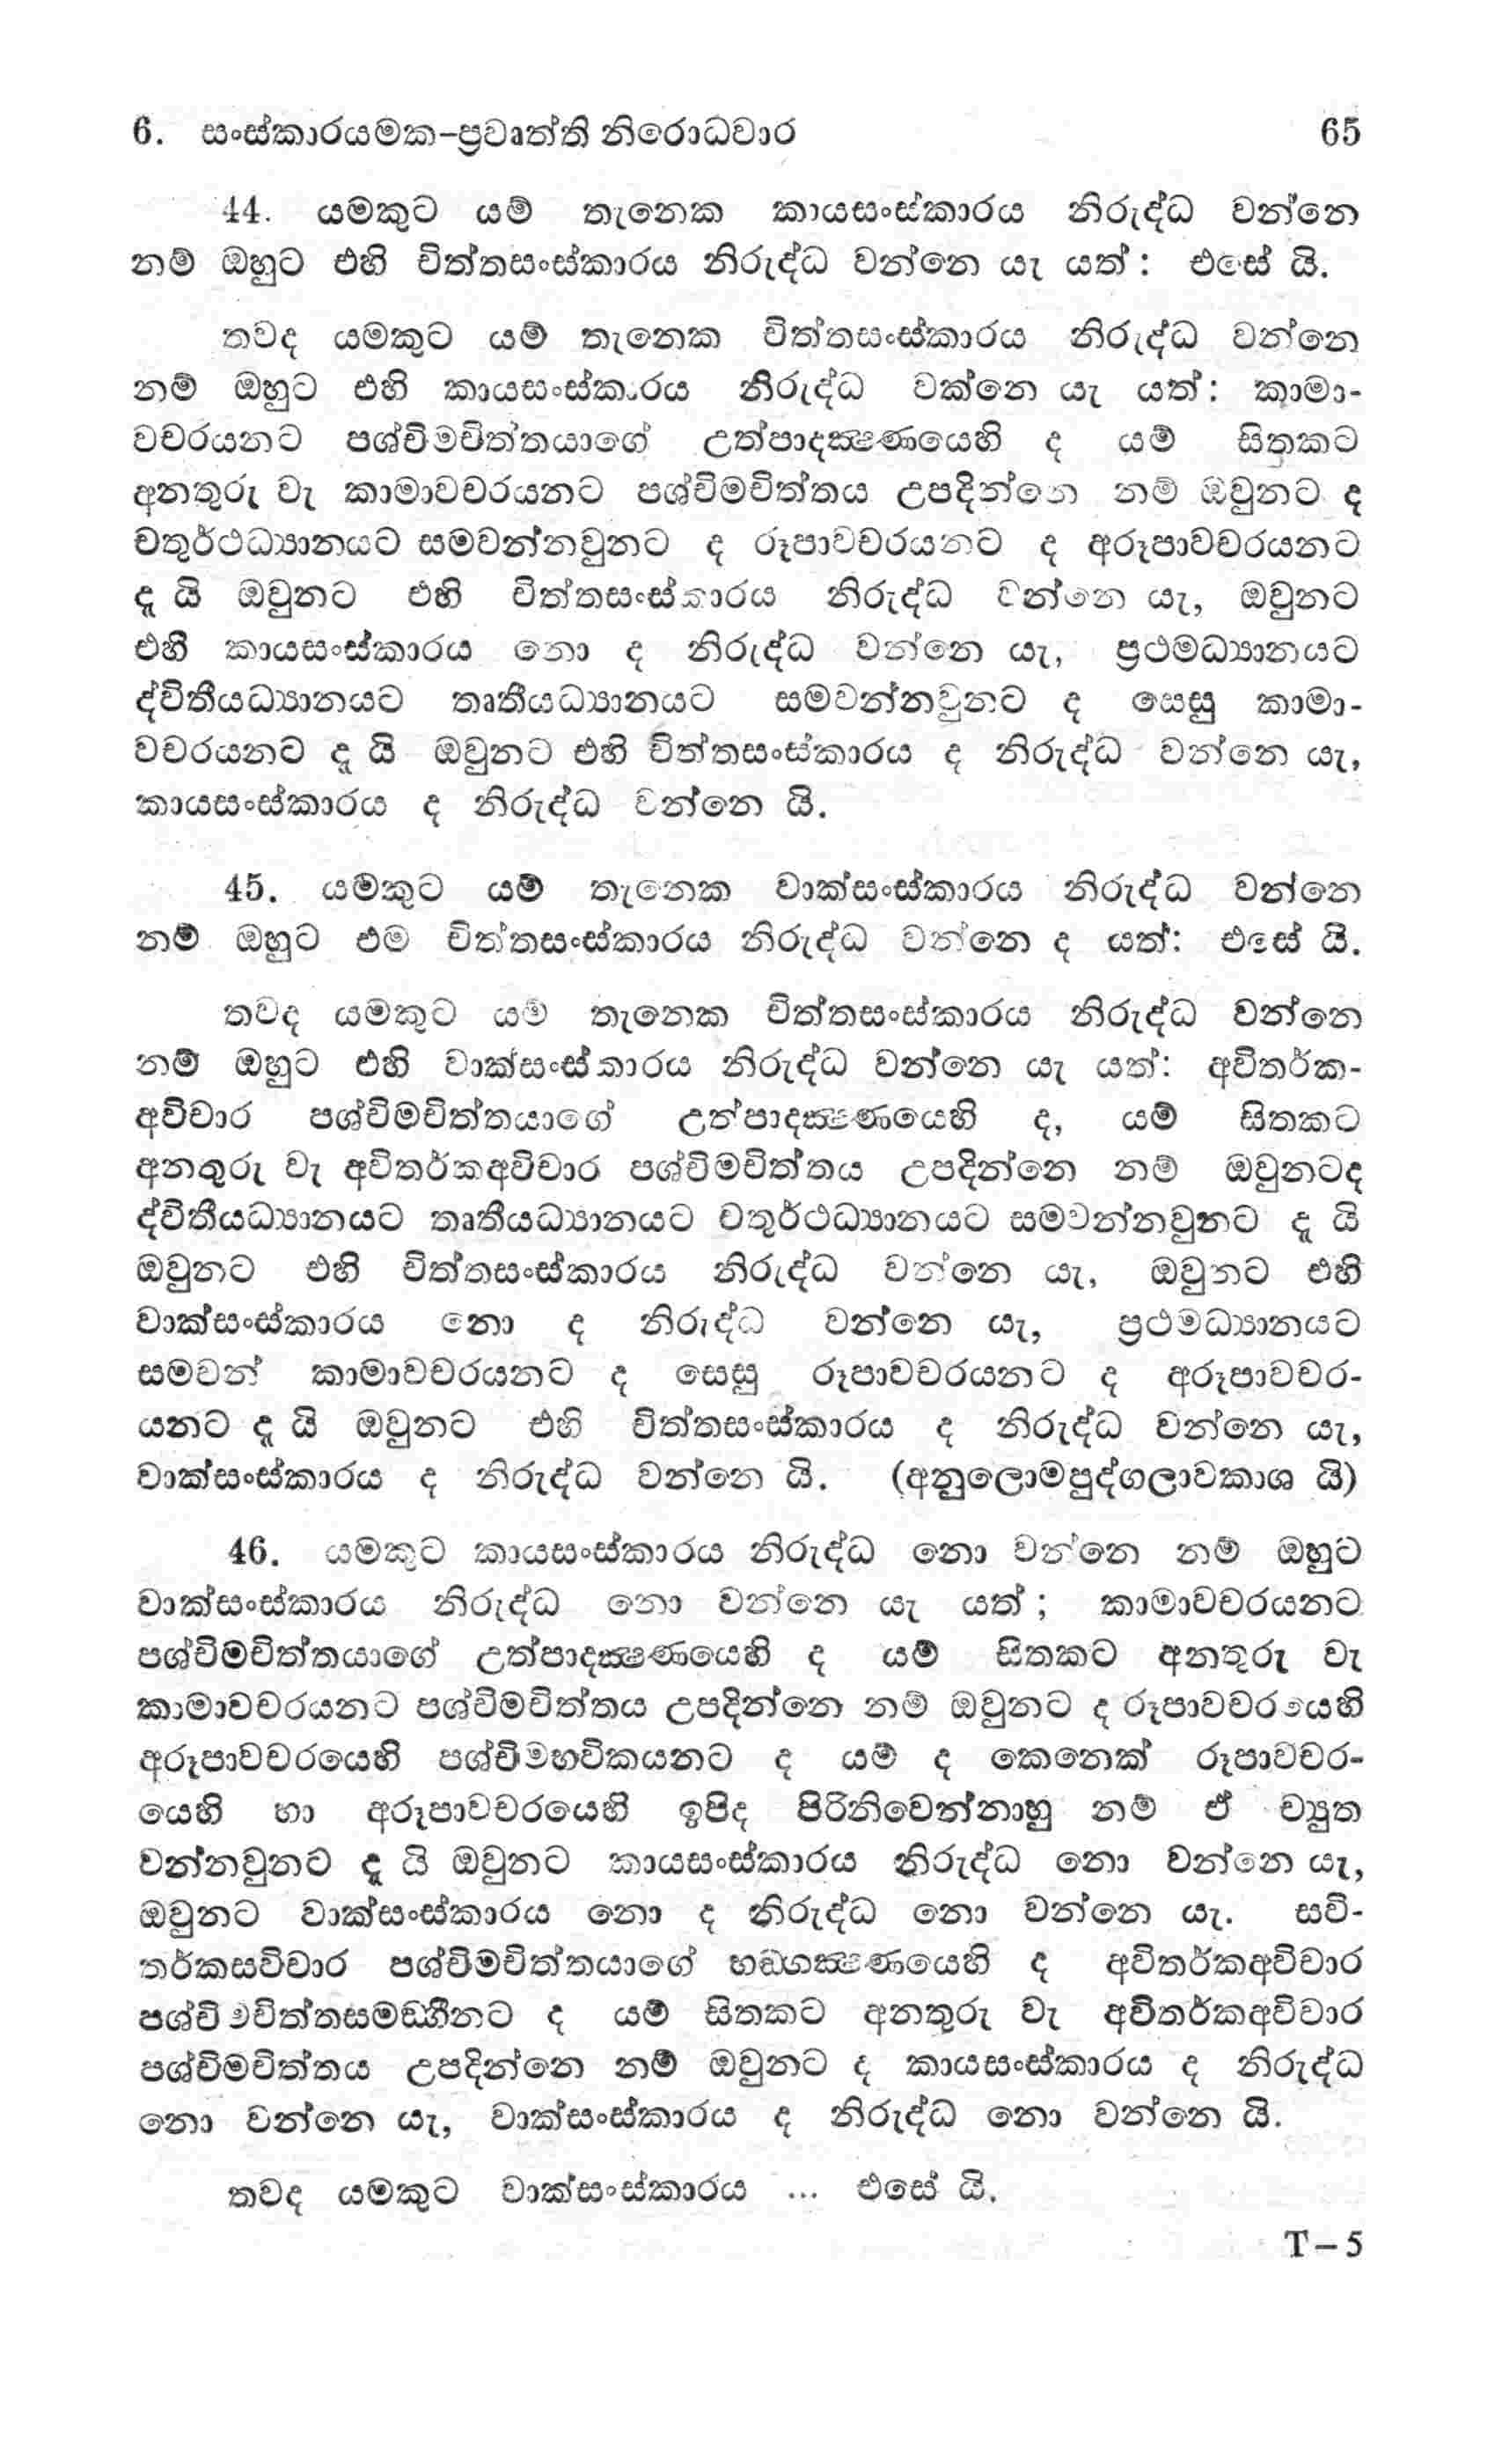 6. සංස්කාරයමක-ප්‍රවෘත්ති නිරොධවාර 65
44. යමකුට යම් තැනෙක කායසංස්කාරය නිරුද්ධ වන්නෙ
නම් ඔහුට එහි චිත්තසංස්කාරය නිරුද්ධ වන්නෙ යැ යත්: එසේ යි.
තවද යමකුට යම් තැනෙක චිත්තසංස්කාරය නිරුද්ධ වන්නෙ
නම් ඔහුට එහි කායසංස්කාරය නිරුද්ධ වක්නෙ යැ යත්: කාමා-
වචරයනට පශ්චිමචිත්තයාගේ උත්පාදක්‍ෂණයෙහි ද යම් සිතකට
අනතුරු වැ කාමාවචරයනට පශ්චිමචිත්තය උපදින්නෙ නම් ඔවුනට ද
චතුර්ථධ්‍යානයට සමවන්නවුනට ද රූපාවචරයනට ද අරූපාවචරයනට
දැ යි ඔවුනට එහි චිත්තසංස්කාරය නිරුද්ධ වන්නෙ යැ, ඔවුනට
එහි කායසංස්කාරය නො ද නිරුද්ධ වන්නෙ යැ, ප්‍රථමධ්‍යානයට
ද්විතීයධ්‍යානයට තෘතීයධ්‍යානයට සමවන්නවුනට ද සෙසු කාමා-
වචරයනට දැ යි ඔවුනට එහි චිත්තසංස්කාරය ද නිරුද්ධ වන්නෙ යැ,
කායසංස්කාරය ද නිරුද්ධ වන්නෙ යි.
45. යමකුට යම් තැනෙක වාක්සංස්කාරය නිරුද්ධ වන්නෙ
නම් ඔහුට එම චිත්තසංස්කාරය නිරුද්ධ වන්නෙ ද යත්: එසේ යි.
තවද යමකුට යම් තැනෙක චිත්තසංස්කාරය නිරුද්ධ වන්නෙ
නම් ඔහුට එහි වාක්සංස්කාරය නිරුද්ධ වන්නෙ යැ යත්: අවිතර්ක-
අවිචාර පශ්චිමචිත්තයාගේ උත්පාදක්‍ෂණයෙහි ද, යම් සිතකට
අනතුරු වැ අවිතර්කඅවිචාර පශ්චිමචිත්තය උපදින්නෙ නම් ඔවුනටද
ද්විතීයධ්‍යානයට තෘතීයධ්‍යානයට චතුර්ථධ්‍යානයට සමවන්නවුනට දැ යි
ඔවුනට එහි චිත්තසංස්කාරය නිරුද්ධ වන්නෙ යැ, ඔවුනට එහි
වාක්සංස්කාරය නො ද නිරුද්ධ වන්නෙ යැ, ප්‍රථමධ්‍යානයට
සමවන් කාමාවචරයනට ද සෙසු රූපාවචරයනට ද අරූපාවචර-
යනට දැ යි ඔවුනට එහි චිත්තසංස්කාරය ද නිරුද්ධ වන්නෙ යැ,
වාක්සංස්කාරය ද නිරුද්ධ වන්නෙ යි. (අනුලොමපුද්ගලාවකාශ යි)
46. යමකුට කායසංස්කාරය නිරුද්ධ නො වන්නෙ නම් ඔහුට
වාක්සංස්කාරය නිරුද්ධ නො වන්නෙ යැ යත්; කාමාවචරයනට
පශ්චිමචිත්තයාගේ උත්පාදක්‍ෂණයෙහි ද යම් සිතකට අනතුරු වැ
කාමාවචරයනට පශ්චිමචිත්තය උපදින්නෙ නම් ඔවුනට ද රූපාවචරයෙහි
අරූපාවචරයෙහි පශ්චිමභවිකයනට ද යම් ද කෙනෙක් රූපාවචර-
යෙහි හා අරූපාවචරයෙහි ඉපිද පිරිනිවෙන්නාහු නම් ඒ ච්‍යුත
වන්නවුනට දැ යි ඔවුනට කායසංස්කාරය නිරුද්ධ නො වන්නෙ යැ,
ඔවුනට වාක්සංස්කාරය නො ද නිරුද්ධ නො වන්නෙ යැ. සවි-
තර්කසවිචාර පශ්චිමචිත්තයාගේ භඞ්ගක්‍ෂණයෙහි ද අවිතර්කඅවිචාර
පශ්චිමචිත්තසමඞ්ගීනට ද යම් සිතකට අනතුරු වැ අවිතර්කඅවිචාර
පශ්චිමචිත්තය උපදින්නෙ නම් ඔවුනට ද කායසංස්කාරය ද නිරුද්ධ
නො වන්නෙ යැ, වාක්සංස්කාරය ද නිරුද්ධ නො වන්නෙ යි.
තවද යමකුට වාක්සංස්කාරය ... එසේ යි.
T-5